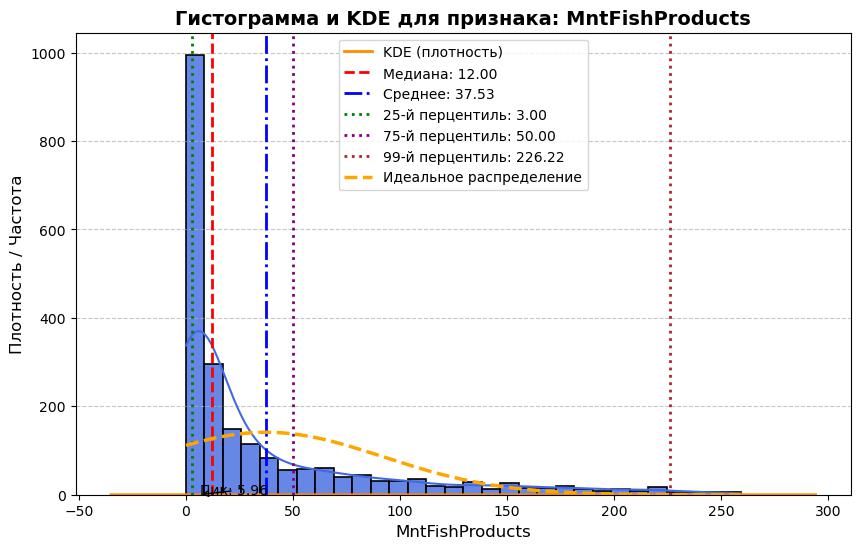 Гистограмма и KDE для признака: MntFishProducts
Плотность / Частота
1000
800
600
400
200
0
KDE (плотность)
Медиана: 12.00
Среднее: 37.53
25-й перцентиль: 3.00
75-й перцентиль: 50.00
99-й перцентиль: 226.22
Идеальное распределение
Пик: 5.96
−50
0
50
100
150
200
250
300
MntFishProducts